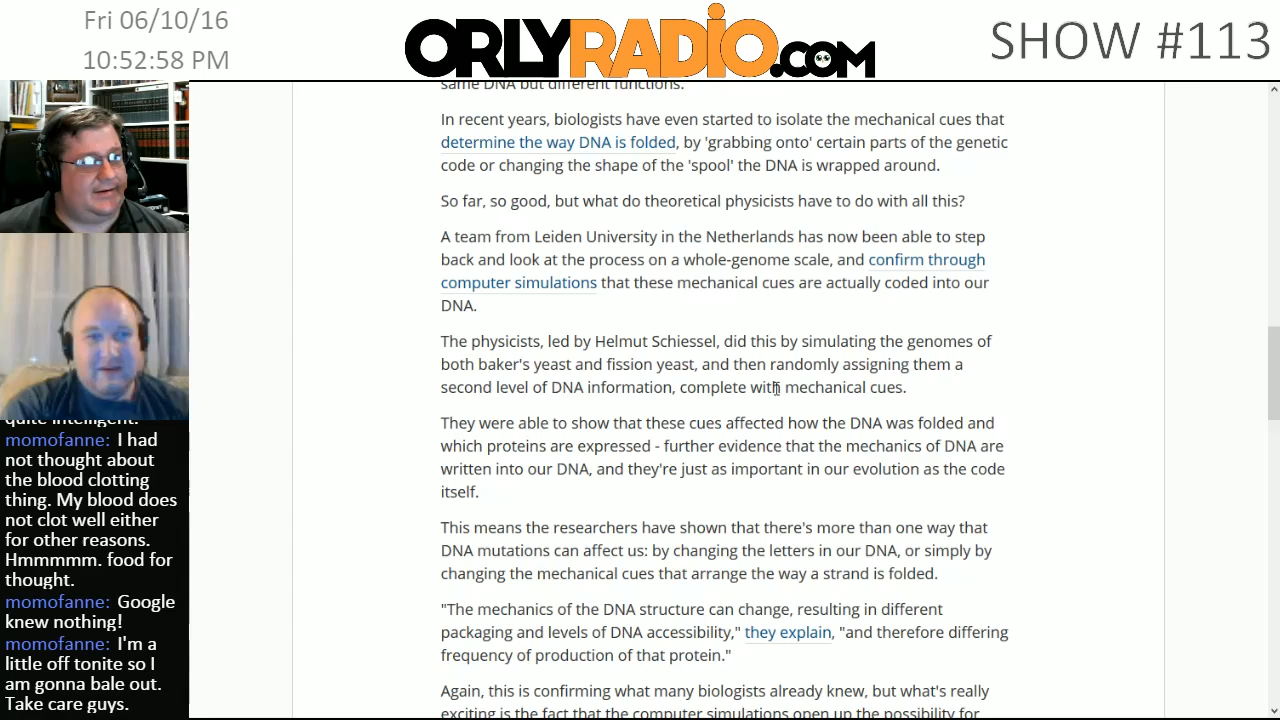 Fri 06/10/16
10:52:58 PM
ORLYRADiO.COM
SHOW #113
same DNA but different functions.
In recent years, biologists have even started to isolate the mechanical cues that
determine the way DNA is folded, by 'grabbing onto' certain parts of the genetic
code or changing the shape of the 'spool' the DNA is wrapped around.
So far, so good, but what do theoretical physicists have to do with all this?
A team from Leiden University in the Netherlands has now been able to step
back and look at the process on a whole-genome scale, and confirm through
computer simulations that these mechanical cues are actually coded into our
DNA.
The physicists, led by Helmut Schiessel, did this by simulating the genomes of
both baker's yeast and fission yeast, and then randomly assigning them a
second level of DNA information, complete with mechanical cues.
They were able to show that these cues affected how the DNA was folded and
which proteins are expressed - further evidence that the mechanics of DNA are
written into our DNA, and they're just as important in our evolution as the code
itself.
This means the researchers have shown that there's more than one way that
DNA mutations can affect us: by changing the letters in our DNA, or simply by
changing the mechanical cues that arrange the way a strand is folded.
"The mechanics of the DNA structure can change, resulting in different
packaging and levels of DNA accessibility," they explain, "and therefore differing
frequency of production of that protein."
Again, this is confirming what many biologists already knew, but what's really
exciting is the fact that the computer simulations open up the possibility for
quite intelligent.
momofanne: I had
not thought about
the blood clotting
thing. My blood does
not clot well either
for other reasons.
Hmmmmm. food for
thought.
momofanne: Google
knew nothing!
momofanne: I'm a
little off tonite so I
am gonna bale out.
Take care guys.